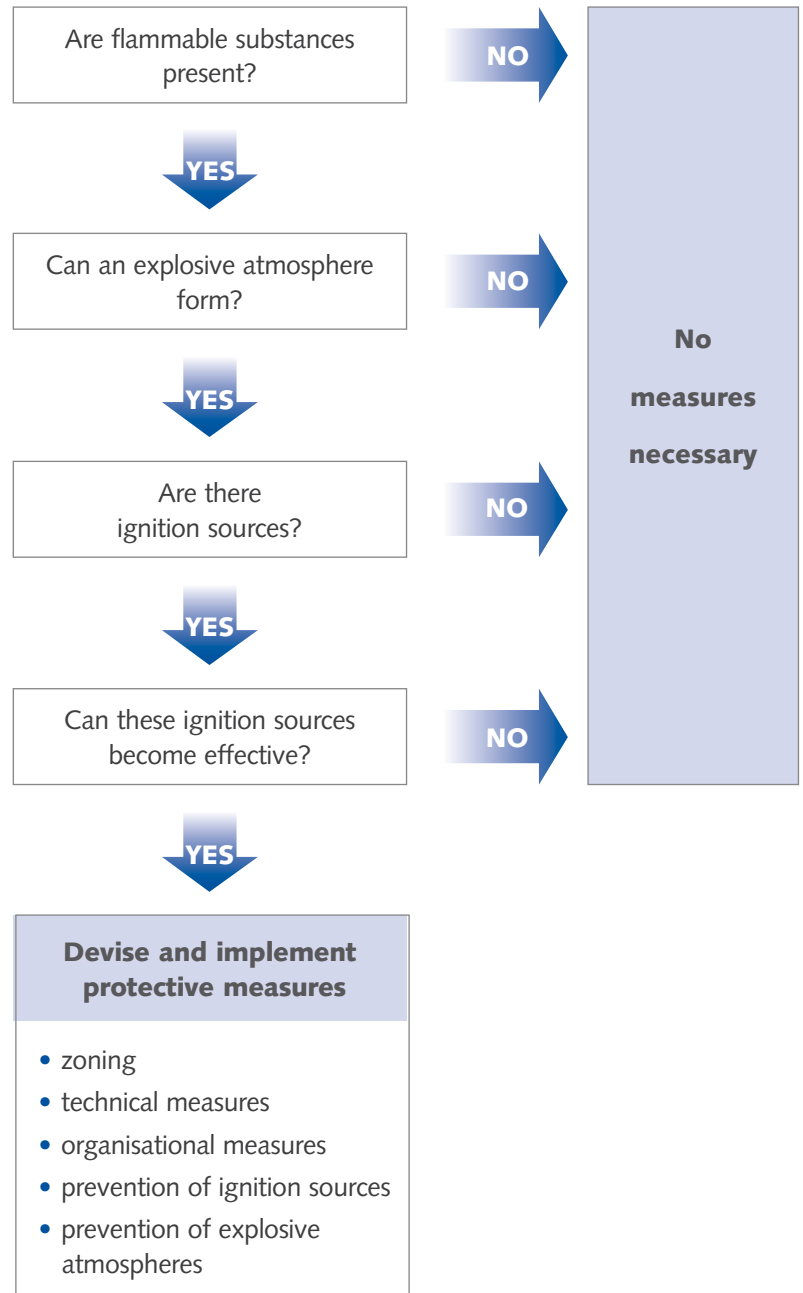 Are flammable substances
present?
NO
YES
Can an explosive atmosphere
form?
NO
YES
Are there
ignition sources?
NO
YES
Can these ignition sources
become effective?
NO
YES
No
measures
necessary
Devise and implement
protective measures
• zoning
• technical measures
• organisational measures
• prevention of ignition sources
• prevention of explosive
atmospheres